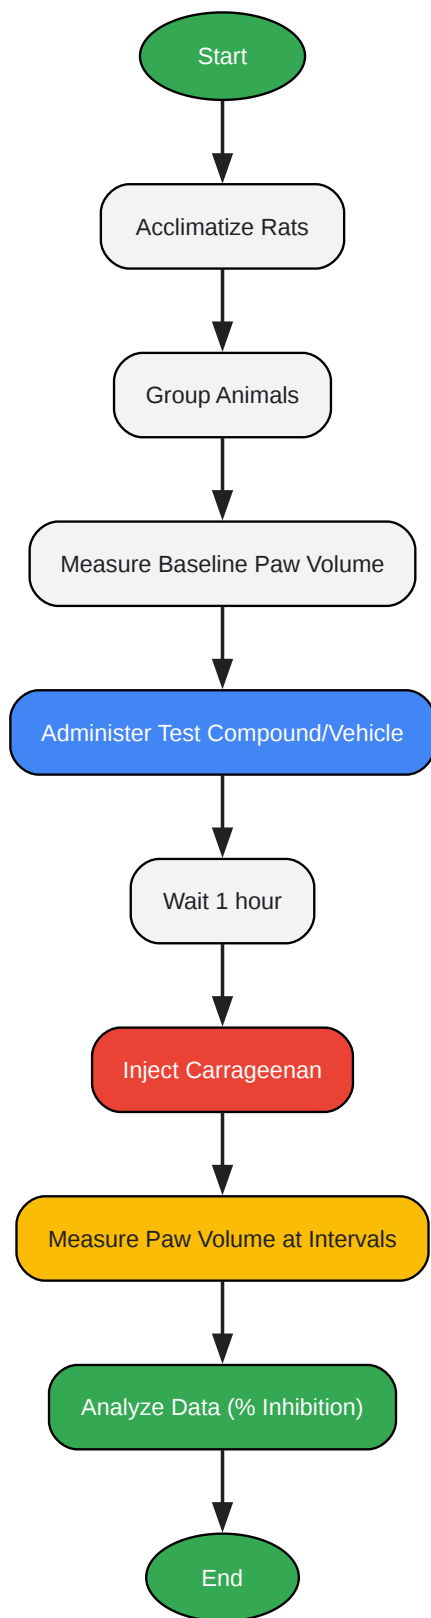 Start
Acclimatize Rats
Group Animals
Measure Baseline Paw Volume
Administer Test Compound/Vehicle
Wait 1 hour
Inject Carrageenan
Measure Paw Volume at Intervals
Analyze Data (% Inhibition)
End